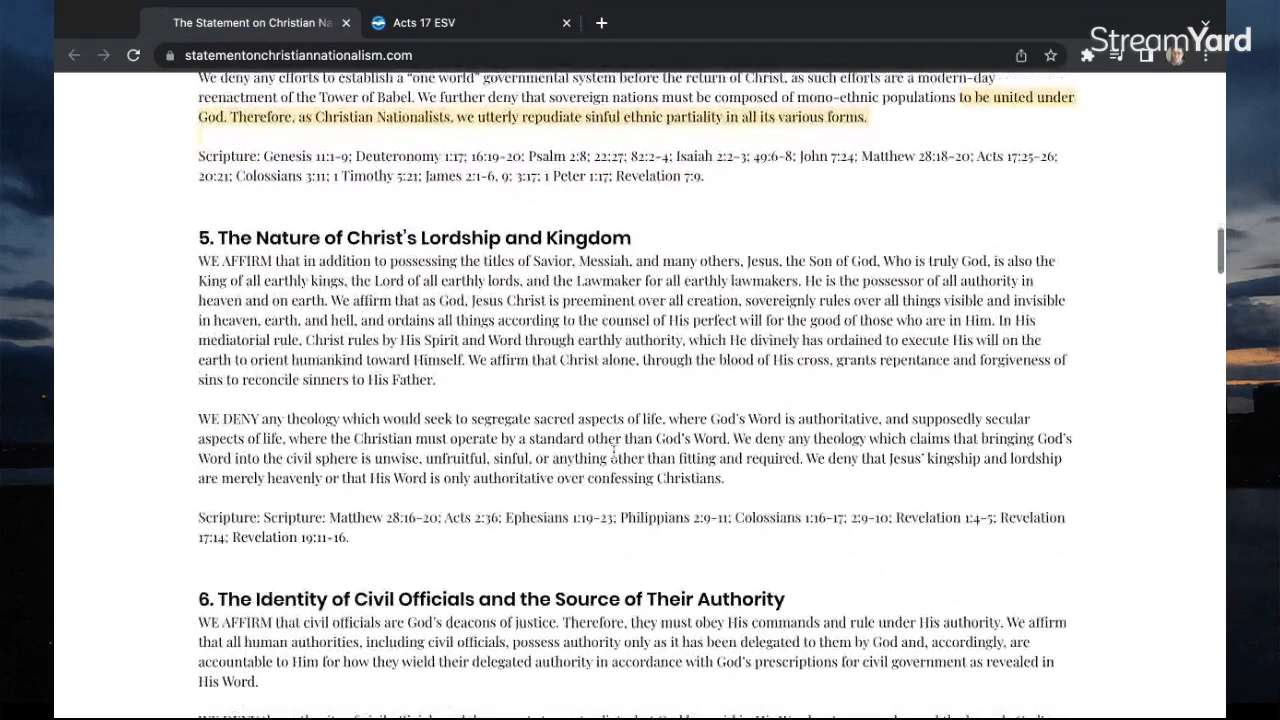 The Statement on Christian Na
Acts 17 ESV
StreamYard
statementonchristiannationalism.com
We deny any efforts to establish a “one world” governmental system before the return of Christ, as such efforts are a modern-day
reenactment of the Tower of Babel. We further deny that sovereign nations must be composed of mono-ethnic populations to be united under
God. Therefore, as Christian Nationalists, we utterly repudiate sinful ethnic partiality in all its various forms.
Scripture: Genesis 11:1-9; Deuteronomy 1:17; 16:19-20; Psalm 2:8; 22:27; 82:2-4; Isaiah 2:2-3; 49:6-8; John 7:24; Matthew 28:18-20; Acts 17:25-26;
20:21; Colossians 3:11; 1 Timothy 5:21; James 2:1-6, 9; 3:17; 1 Peter 1:17; Revelation 7:9.
5. The Nature of Christ’s Lordship and Kingdom
WE AFFIRM that in addition to possessing the titles of Savior, Messiah, and many others, Jesus, the Son of God, Who is truly God, is also the
King of all earthly kings, the Lord of all earthly lords, and the Lawmaker for all earthly lawmakers. He is the possessor of all authority in
heaven and on earth. We affirm that as God, Jesus Christ is preeminent over all creation, sovereignly rules over all things visible and invisible
in heaven, earth, and hell, and ordains all things according to the counsel of His perfect will for the good of those who are in Him. In His
mediatorial rule, Christ rules by His Spirit and Word through earthly authority, which He divinely has ordained to execute His will on the
earth to orient humankind toward Himself. We affirm that Christ alone, through the blood of His cross, grants repentance and forgiveness of
sins to reconcile sinners to His Father.
WE DENY any theology which would seek to segregate sacred aspects of life, where God’s Word is authoritative, and supposedly secular
aspects of life, where the Christian must operate by a standard other than God’s Word. We deny any theology which claims that bringing God’s
Word into the civil sphere is unwise, unfruitful, sinful, or anything other than fitting and required. We deny that Jesus’ kingship and lordship
are merely heavenly or that His Word is only authoritative over confessing Christians.
Scripture: Scripture: Matthew 28:16-20; Acts 2:36; Ephesians 1:19-23; Philippians 2:9-11; Colossians 1:16-17; 2:9-10; Revelation 1:4-5; Revelation
17:14; Revelation 19:11-16.
6. The Identity of Civil Officials and the Source of Their Authority
WE AFFIRM that civil officials are God’s deacons of justice. Therefore, they must obey His commands and rule under His authority. We affirm
that all human authorities, including civil officials, possess authority only as it has been delegated to them by God and, accordingly, are
accountable to Him for how they wield their delegated authority in accordance with God’s prescriptions for civil government as revealed in
His Word.